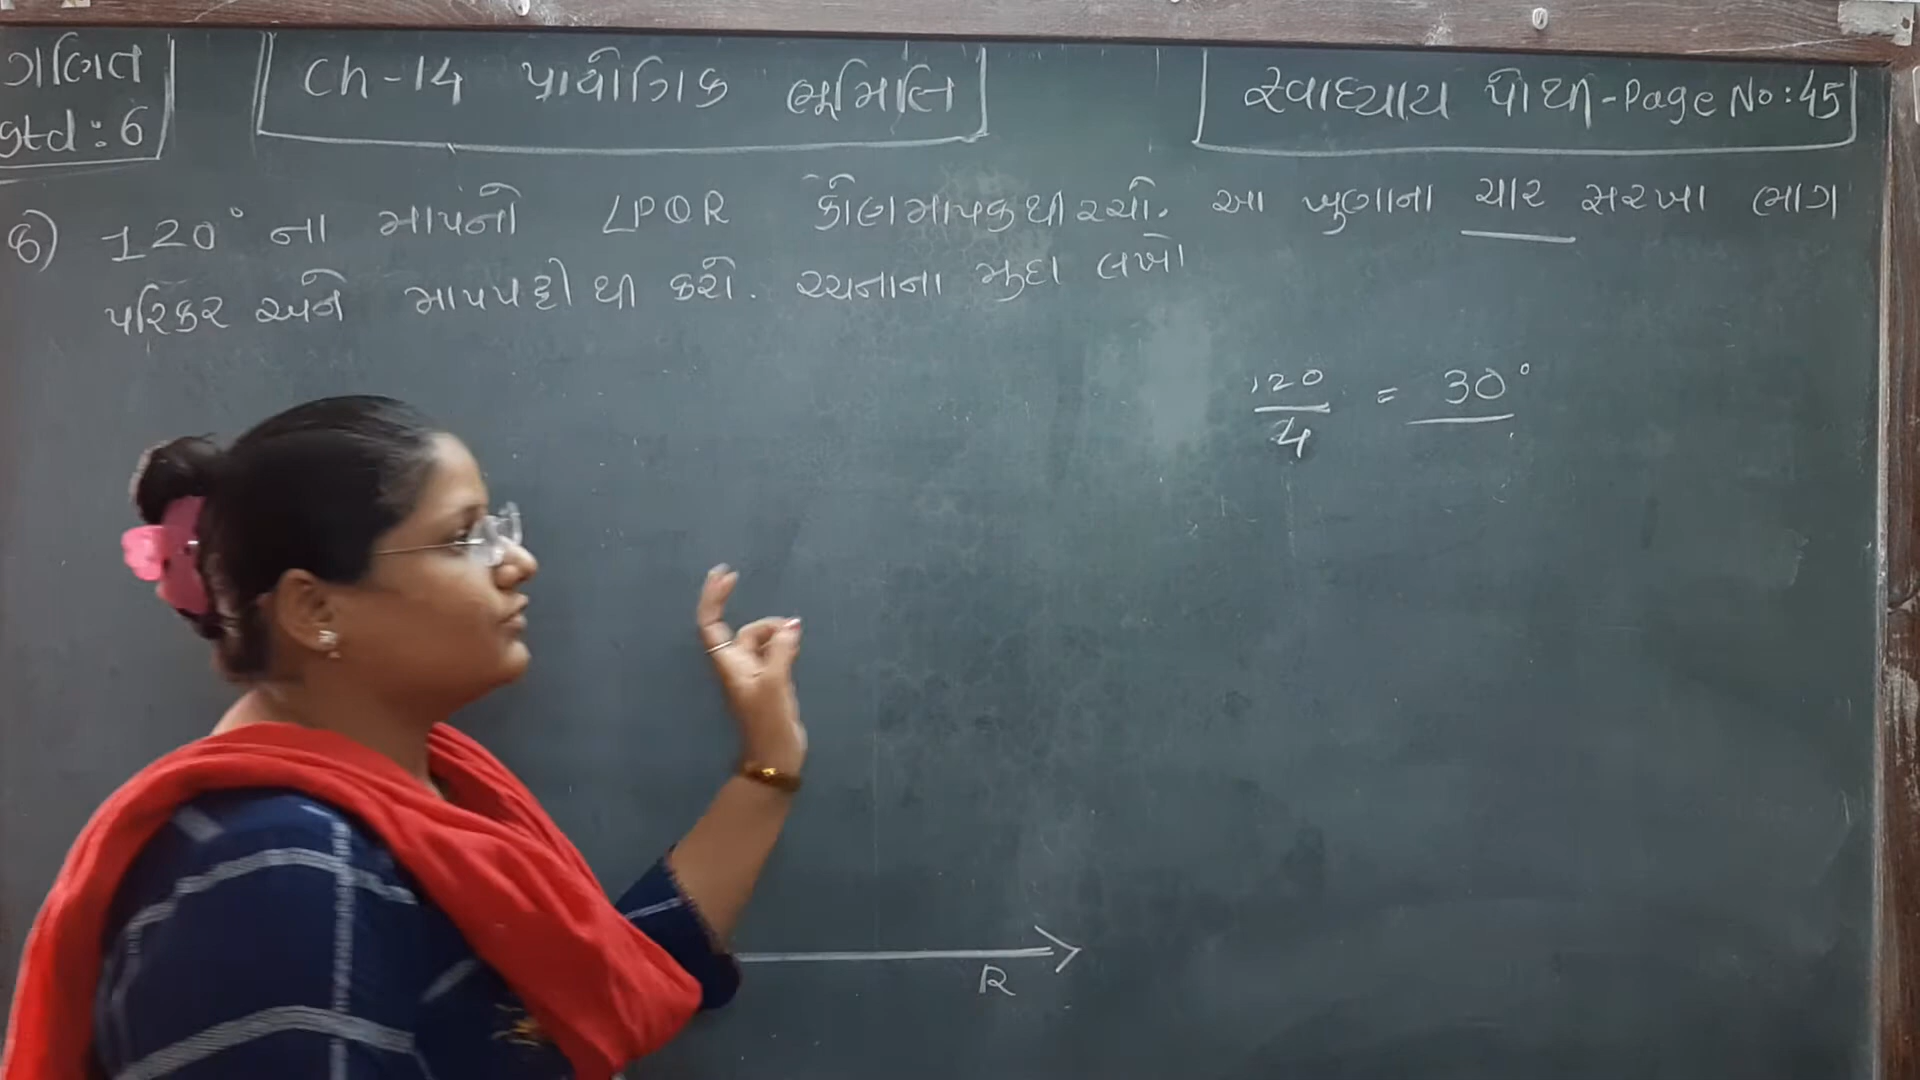 ગણિત
Std : 6
Ch-14 પ્રાયોગિક ભૂમિતિ
સ્વાધ્યાય પોથી - Page No : 45
6) 120° ના માપનો ∠PQR કોણમાપકથી રચો. આ ખુણાના ચાર સરખા ભાગ
પરિકર અને માપપટ્ટી થી કરો. રચનાના મુદા લખો
120/4 = 30°
R